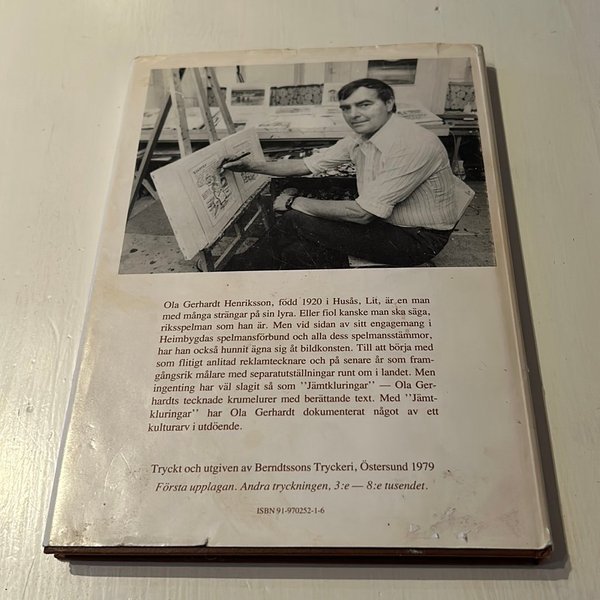 Ola Gerhardt Henriksson, född 1920 i Husås, Lit, är en man
med många strängar på sin lyra. Eller fiol kanske man ska säga,
riksspelman som han är. Men vid sidan av sitt engagemang i
Heimbygdas spelmansförbund och alla dess spelmansstämmor,
har han också hunnit ägna sig åt bildkonsten. Till att börja med
som flitigt anlitad reklamtecknare och på senare år som fram-
gångsrik målare med separatutställningar runt om i landet. Men
ingenting har väl slagit så som ''Jämtkluringar'' — Ola Ger-
hardts tecknade krumelurer med berättande text. Med ''Jämt-
kluringar'' har Ola Gerhardt dokumenterat något av ett
kulturarv i utdöende.
Tryckt och utgiven av Berndtssons Tryckeri, Östersund 1979
Första upplagan. Andra tryckningen, 3:e — 8:e tusendet.
ISBN 91-970252-1-6